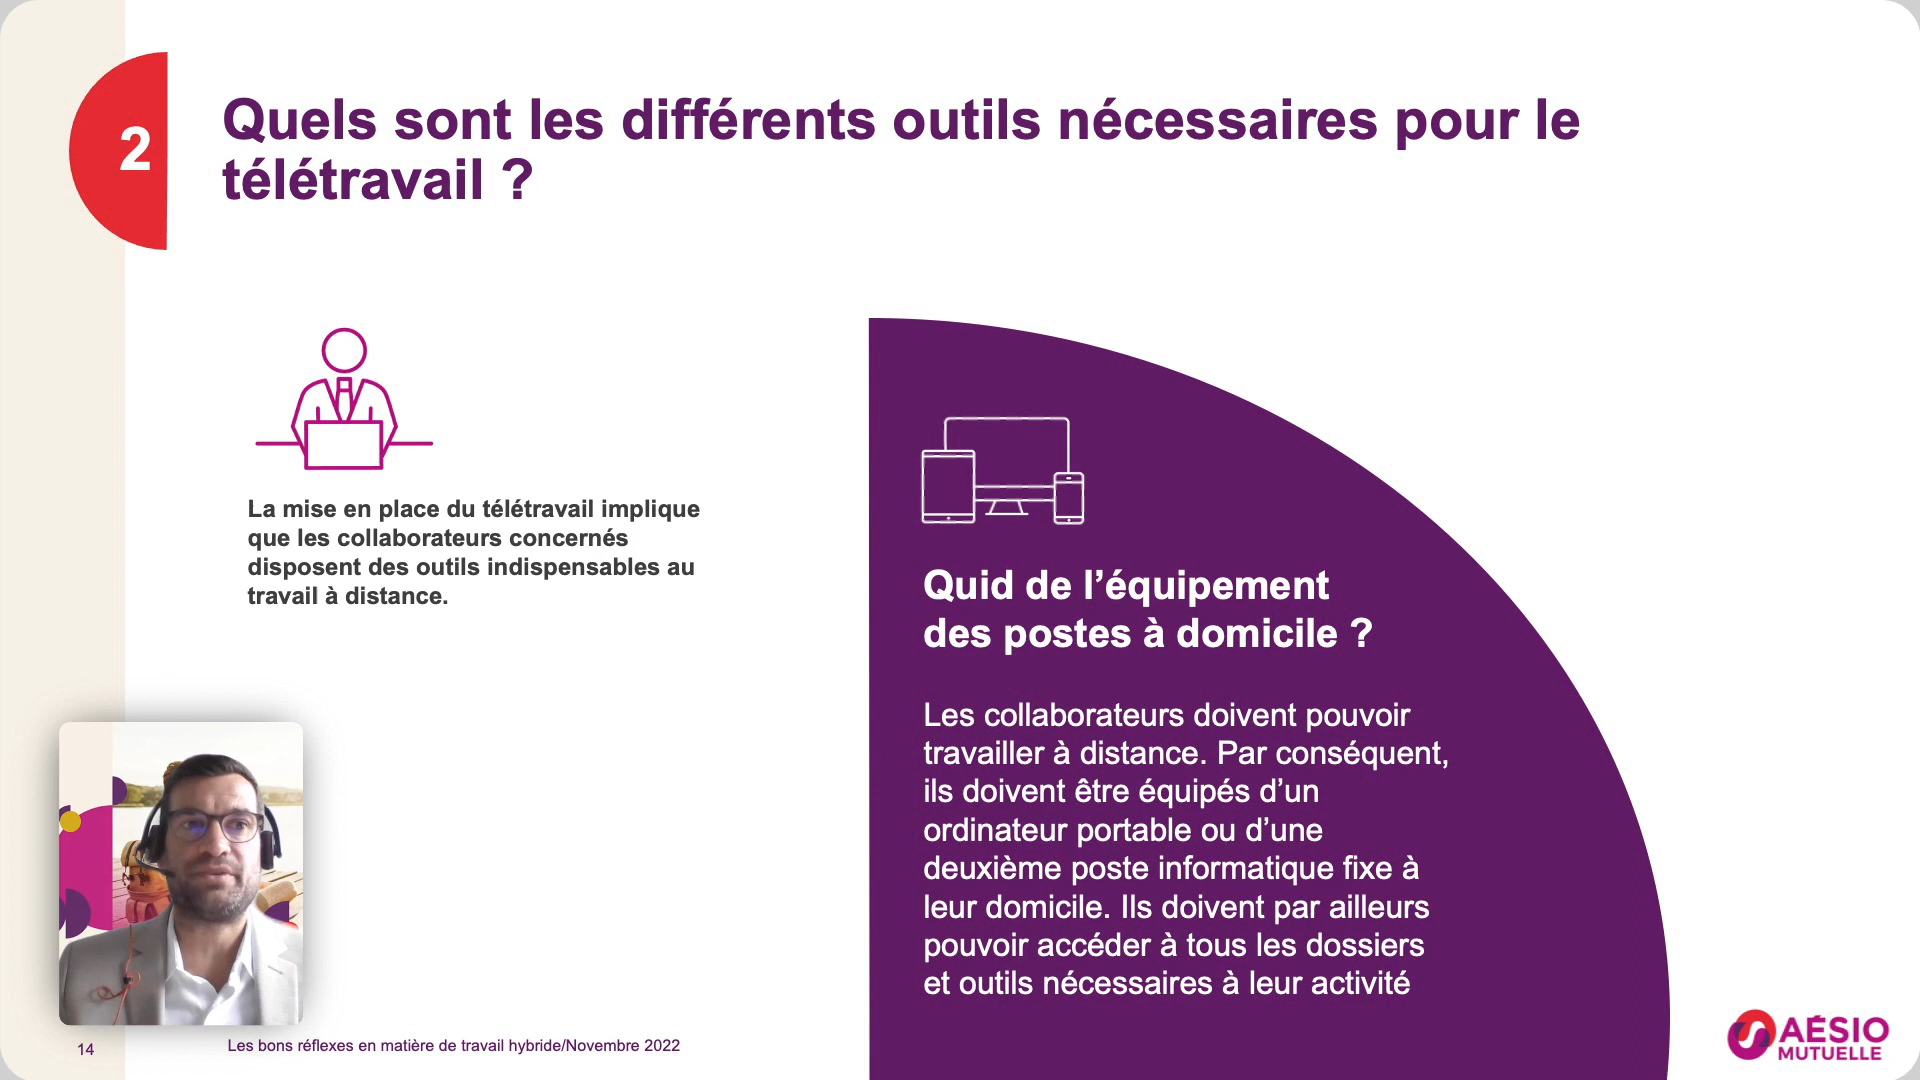 2
Quels sont les différents outils nécessaires pour le
télétravail ?
La mise en place du télétravail implique
que les collaborateurs concernés
disposent des outils indispensables au
travail à distance.
Quid de l’équipement
des postes à domicile ?
Les collaborateurs doivent pouvoir
travailler à distance. Par conséquent,
ils doivent être équipés d’un
ordinateur portable ou d’une
deuxième poste informatique fixe à
leur domicile. Ils doivent par ailleurs
pouvoir accéder à tous les dossiers
et outils nécessaires à leur activité
14
Les bons réflexes en matière de travail hybride/Novembre 2022
AÉSIO
MUTUELLE